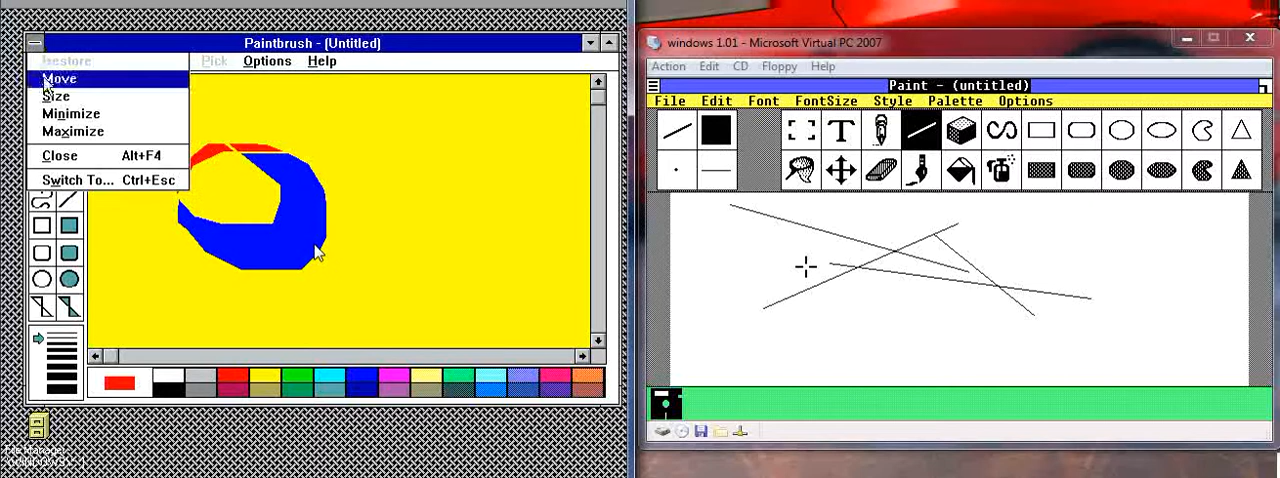 Paintbrush - (Untitled)
Restore
Pick Options Help
Move
Size
Minimize
Maximize
Close Alt+F4
Switch To... Ctrl+Esc
File Manager
windows 1.01 - Microsoft Virtual PC 2007
Action Edit CD Floppy Help
Paint - (untitled)
File Edit Font FontSize Style Palette Options
T